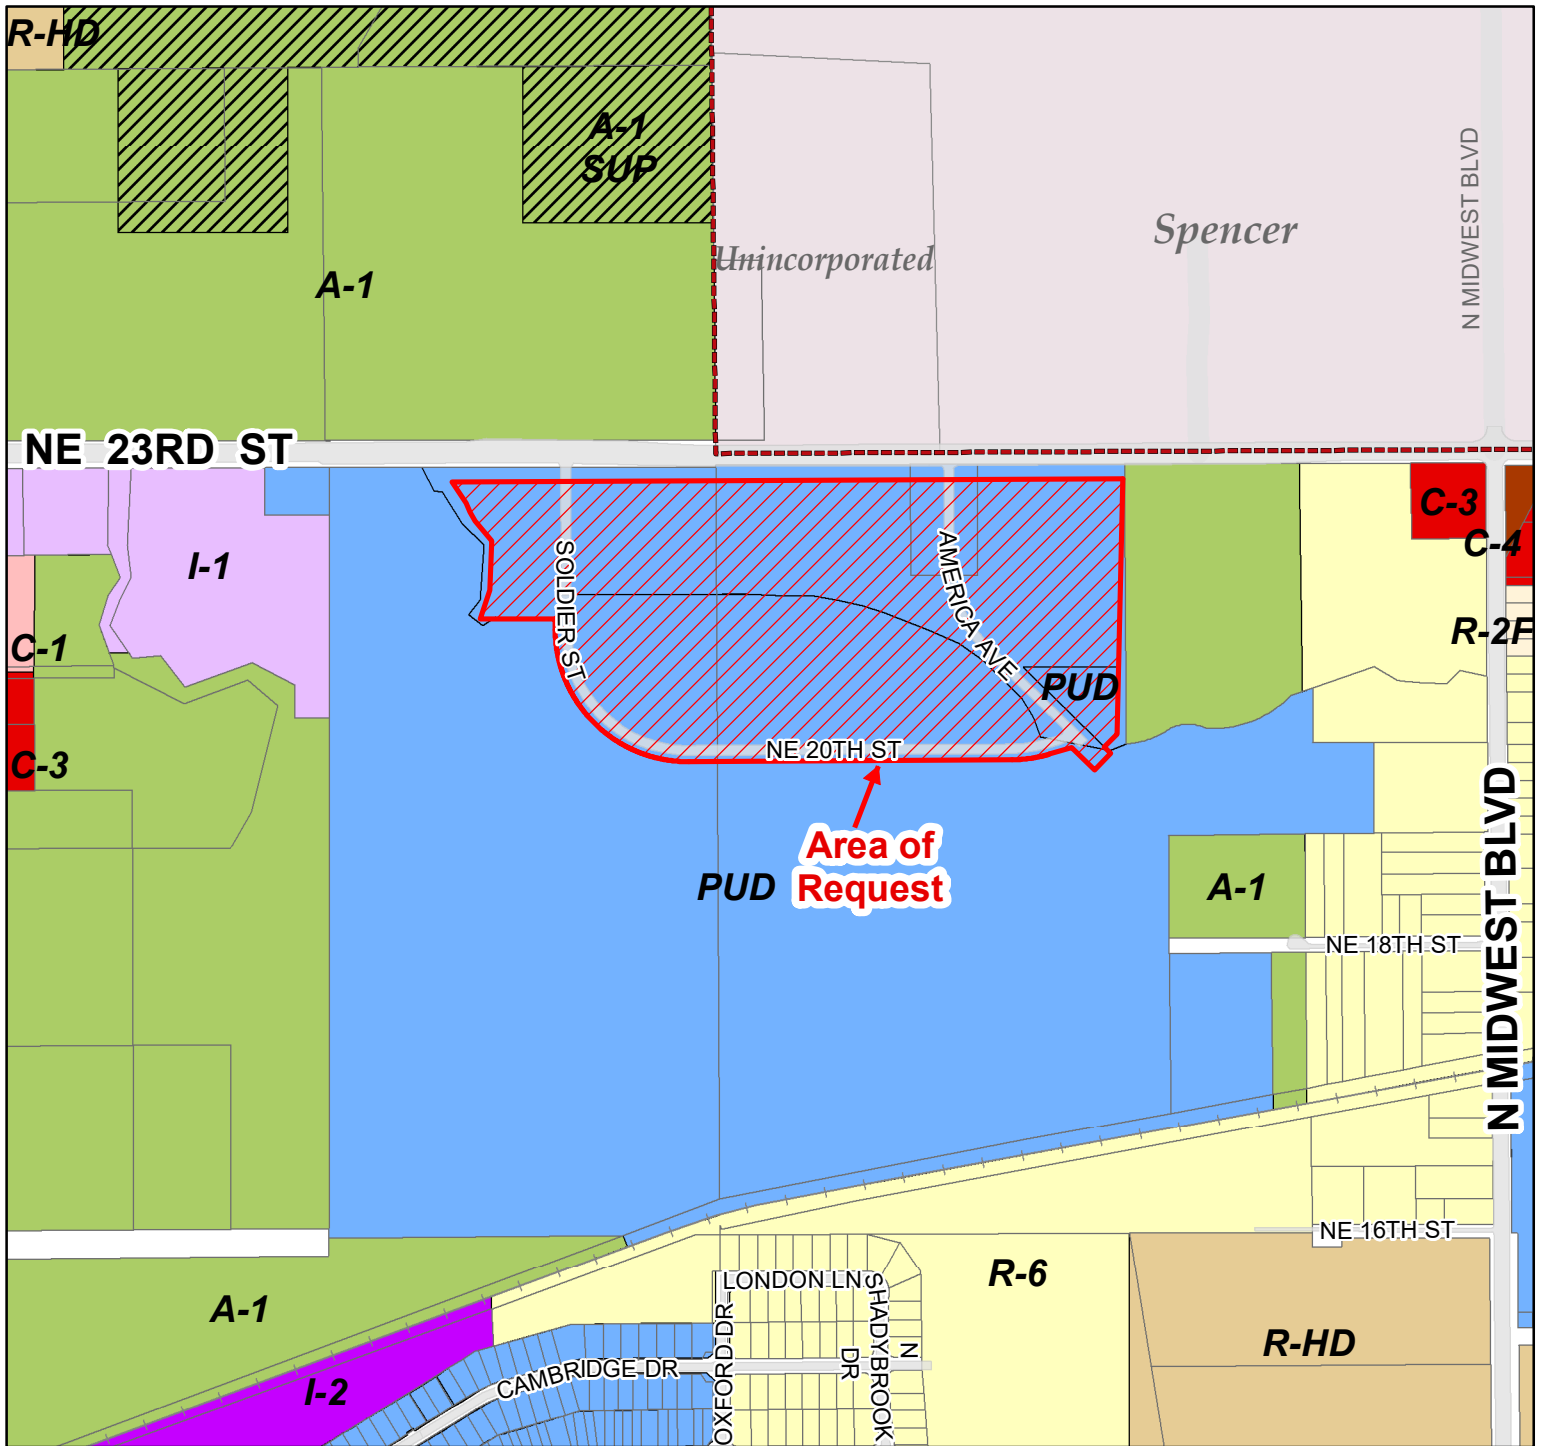 R-HD
A-1
SUP
N MIDWEST BLVD
Spencer
Unincorporated
A-1
NE 23RD ST
C-3
C-4
I-1
SOLDIER ST
AMERICA AVE
R-2F
C-1
PUD
NE 20TH ST
C-3
Area of
Request
PUD
A-1
N MIDWEST BLVD
NE 18TH ST
NE 16TH ST
R-6
LONDON LN
A-1
OXFORD DR
N SHADYBROOK DR
R-HD
CAMBRIDGE DR
I-2